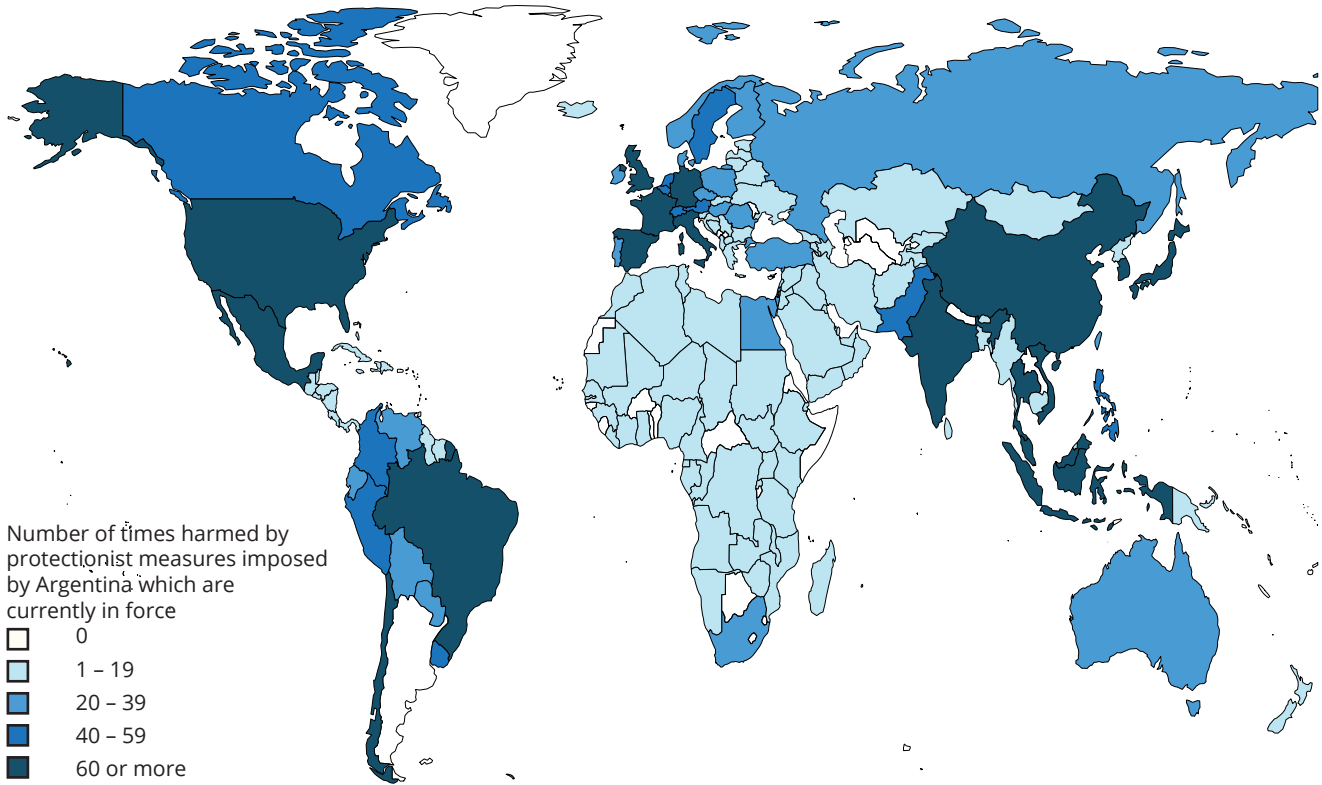 Number of times harmed by
protectionist measures imposed
by Argentina which are
currently in force
0
1 – 19
20 – 39
40 – 59
60 or more